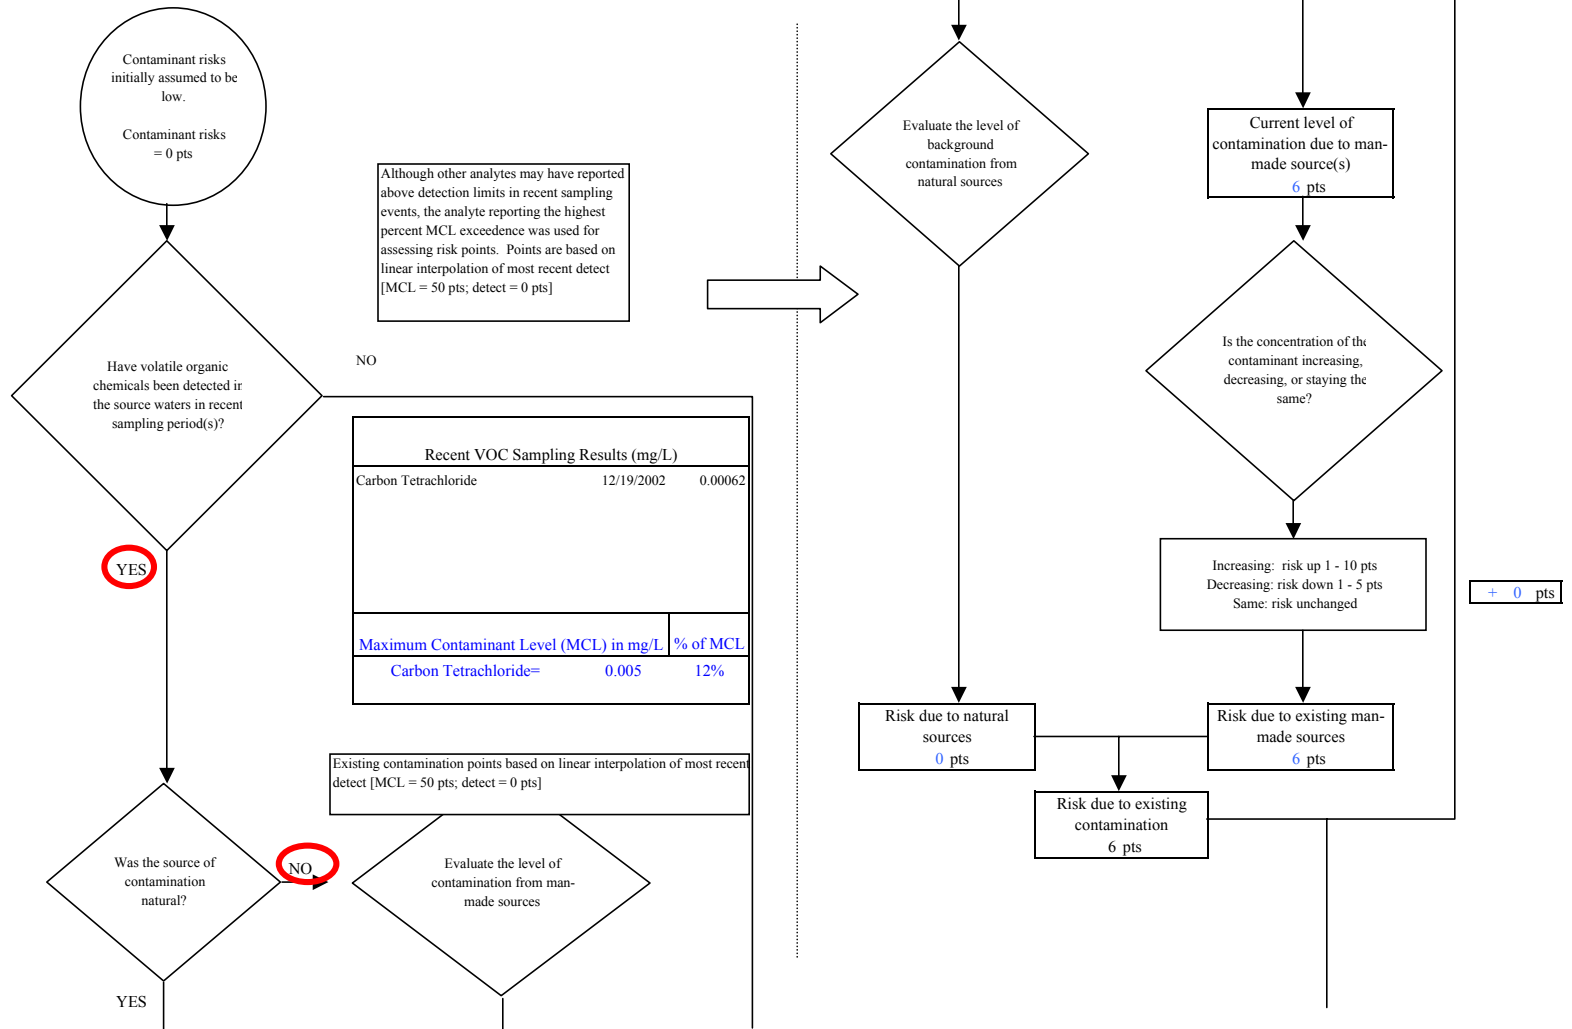 Contaminant risks
initially assumed to be
low.
Contaminant risks
= 0 pts
Although other analytes may have reported
above detection limits in recent sampling
events, the analyte reporting the highest
percent MCL exceedence was used for
assessing risk points. Points are based on
linear interpolation of most recent detect
[MCL = 50 pts; detect = 0 pts]
Have volatile organic
chemicals been detected in
the source waters in recent
sampling period(s)?
NO
Recent VOC Sampling Results (mg/L)
Carbon Tetrachloride 12/19/2002 0.00062
YES
Maximum Contaminant Level (MCL) in mg/L % of MCL
Carbon Tetrachloride= 0.005 12%
Existing contamination points based on linear interpolation of most recent
detect [MCL = 50 pts; detect = 0 pts]
Was the source of
contamination
natural?
NO
Evaluate the level of
contamination from man-
made sources
YES
Evaluate the level of
background
contamination from
natural sources
Current level of
contamination due to man-
made source(s)
6 pts
Is the concentration of the
contaminant increasing,
decreasing, or staying the
same?
Increasing: risk up 1 - 10 pts
Decreasing: risk down 1 - 5 pts
Same: risk unchanged
+ 0 pts
Risk due to natural
sources
0 pts
Risk due to existing man-
made sources
6 pts
Risk due to existing
contamination
6 pts